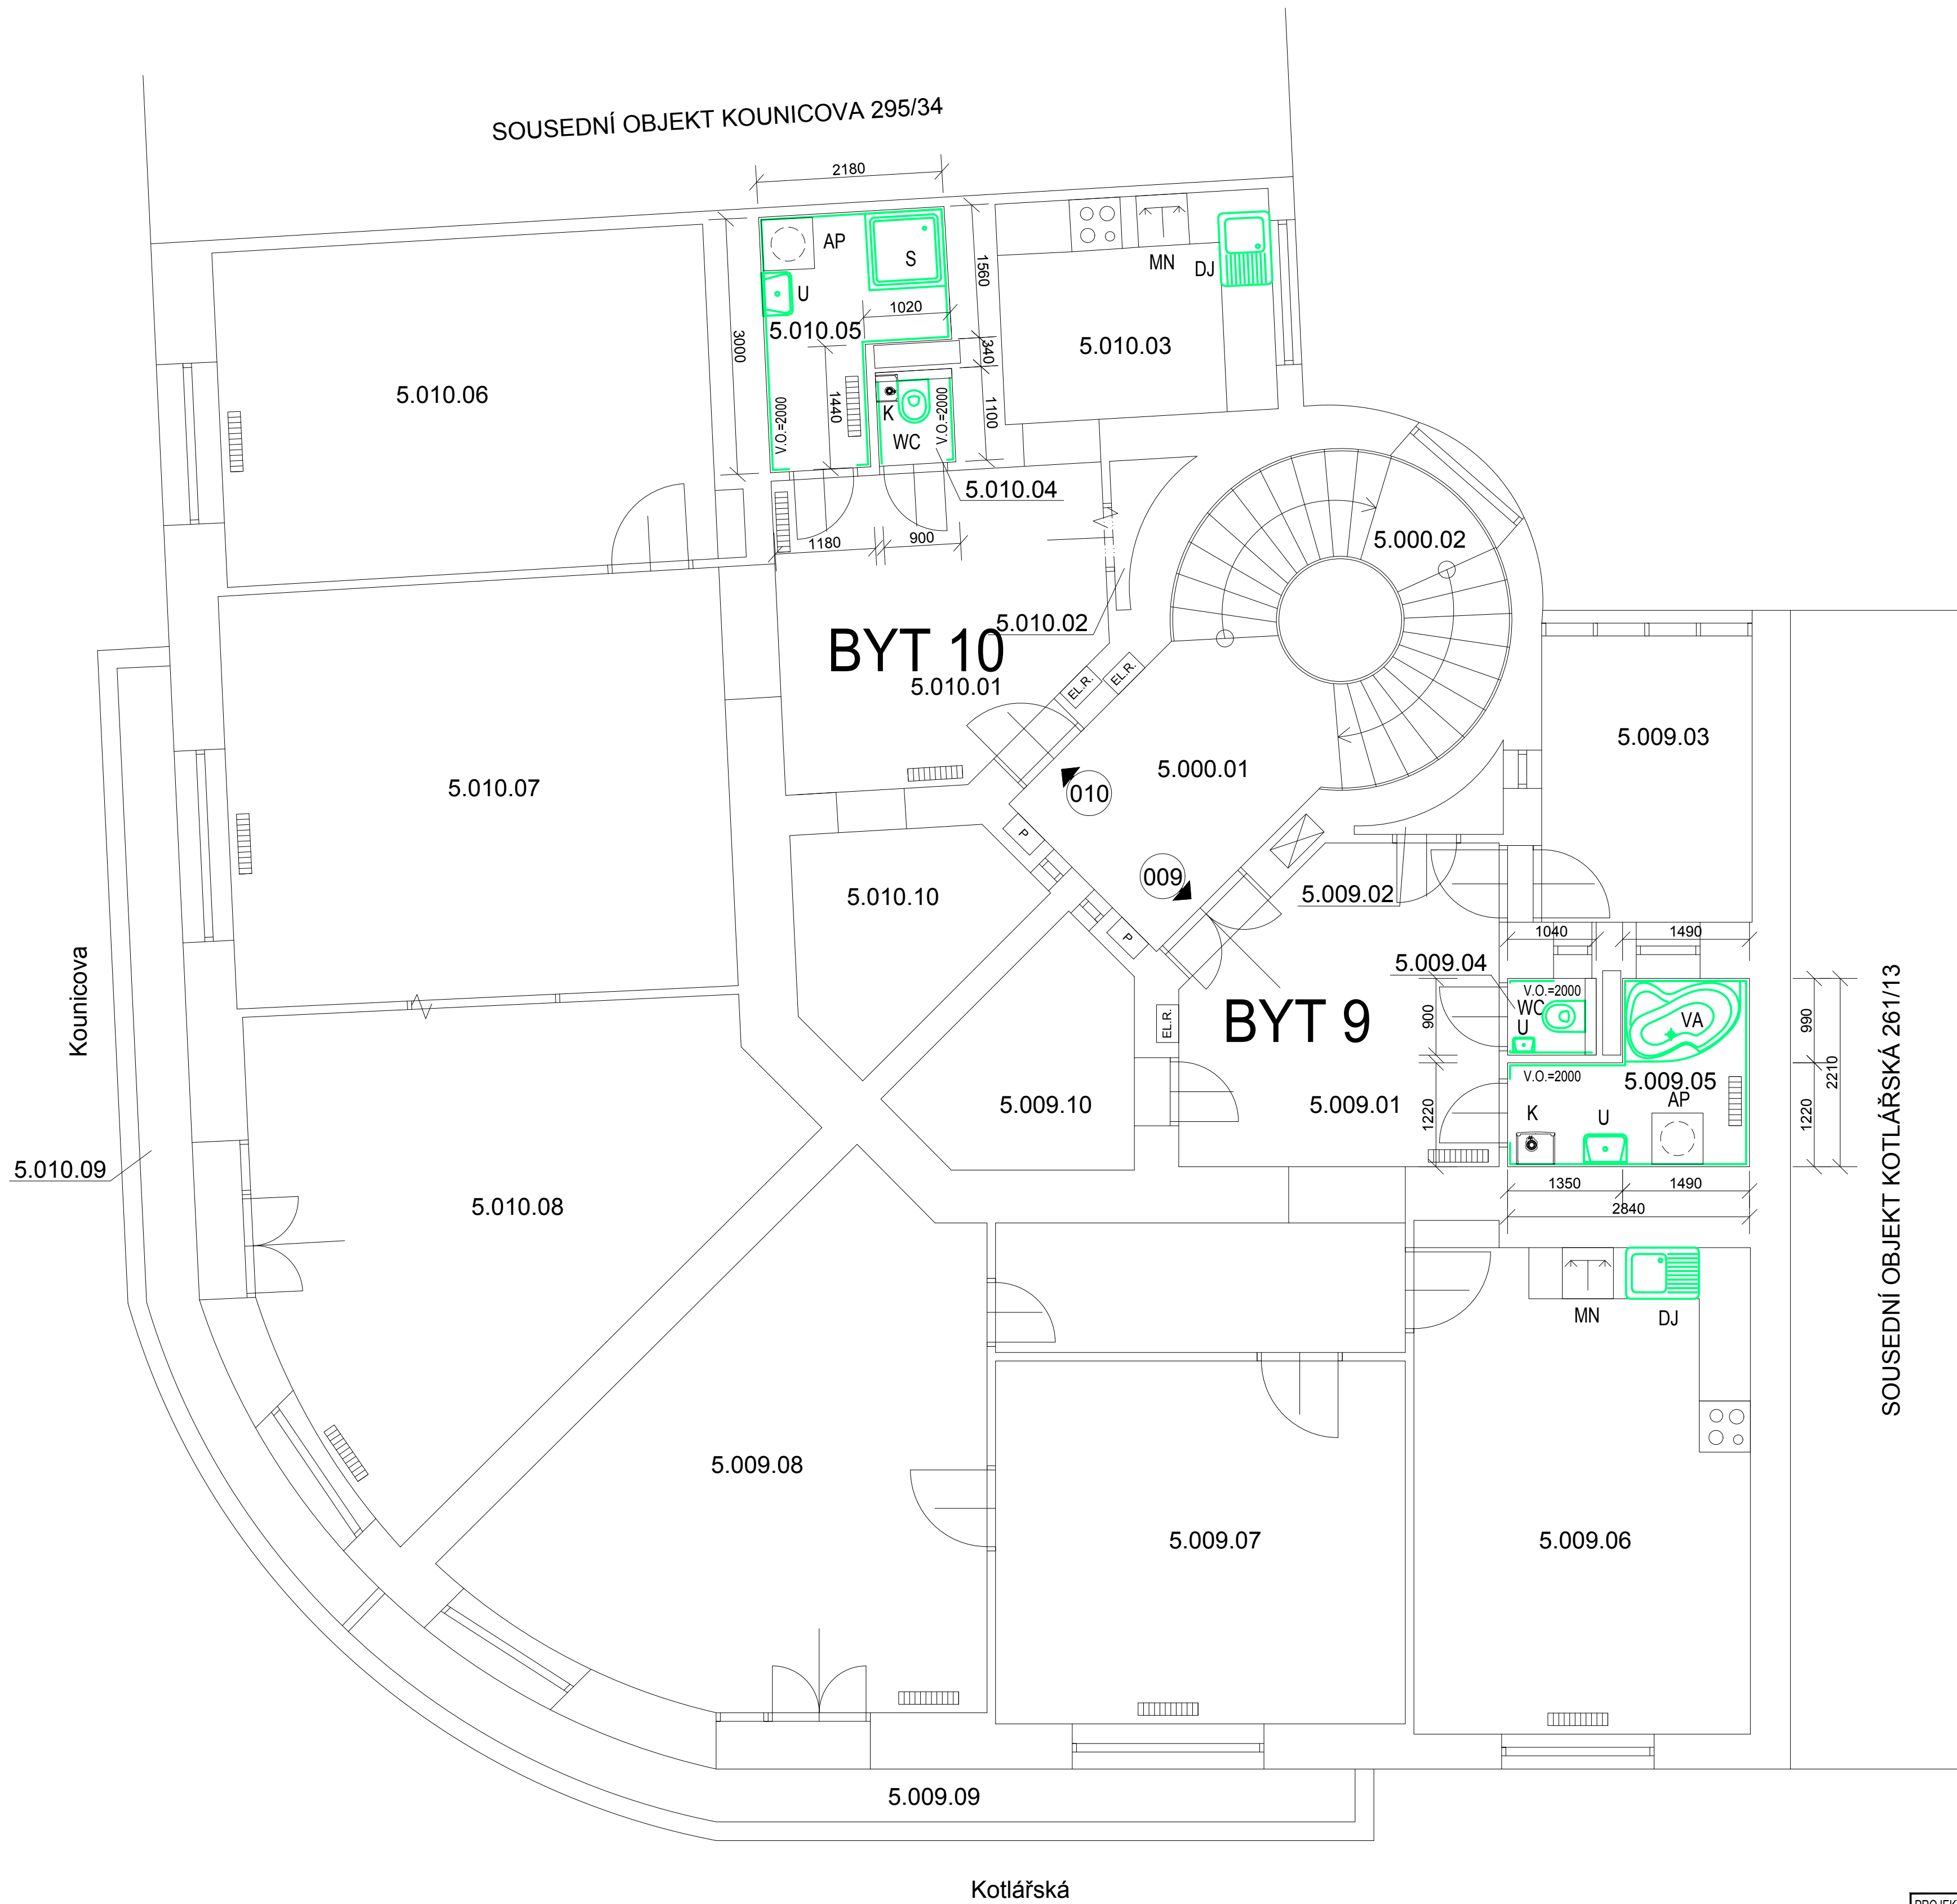 SOUSEDNÍ OBJEKT KOUNICOVA 295/34
2180
AP
S
U
MN
DJ
1560
1020
5.010.05
3000
340
5.010.03
5.010.06
1440
V.O.=2000
K
V.O.=2000
1100
WC
5.010.04
1180
900
5.000.02
5.010.02
BYT 10
5.010.01
EL.R.
EL.R.
5.009.03
5.000.01
5.010.07
010
P
009
5.010.10
5.009.02
P
1040
1490
5.009.04
Kounicova
V.O.=2000
WC
U
VA
EL.R.
BYT 9
900
990
2210
V.O.=2000
5.009.05
AP
5.009.10
5.009.01
1220
K
U
1220
SOUSEDNÍ OBJEKT KOTLÁŘSKÁ 261/13
5.010.09
1350
1490
2840
5.010.08
MN
DJ
5.009.08
5.009.07
5.009.06
5.009.09
Kotlářská